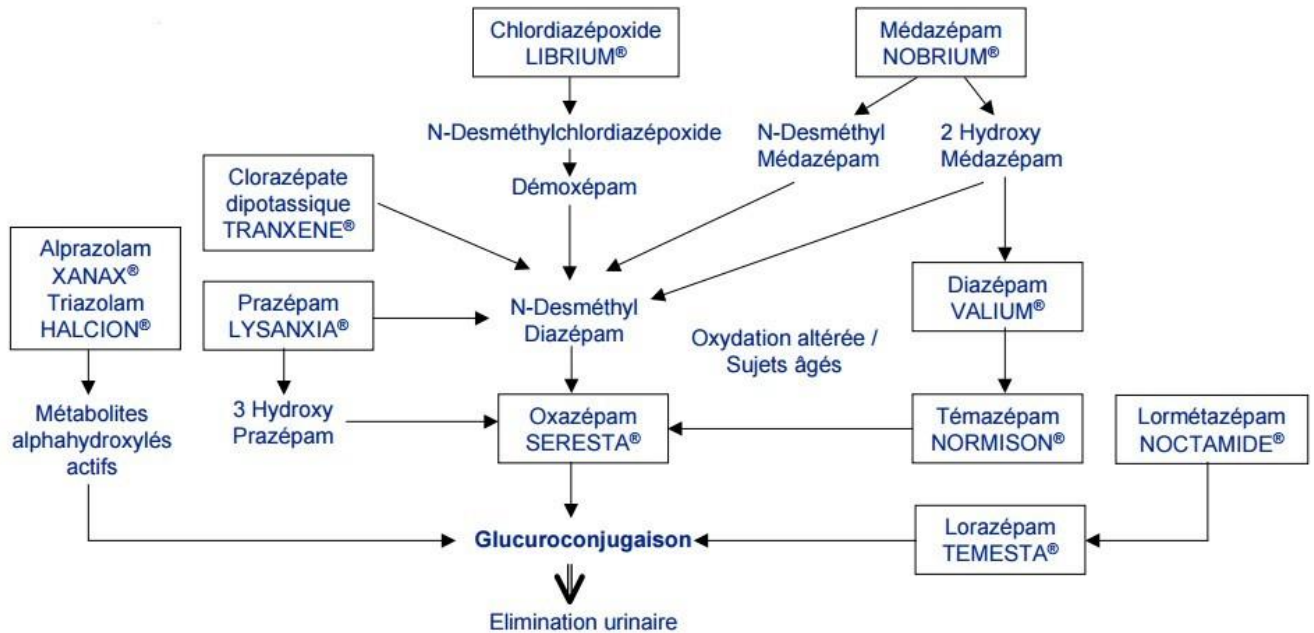 Chlordiazépoxide
LIBRIUM®
Médazépam
NOBRIUM®
N-Desméthylchlordiazépoxide
N-Desméthyl
Médazépam
2 Hydroxy
Médazépam
Clorazépate
dipotassique
TRANXENE®
Démoxépam
Alprazolam
XANAX®
Triazolam
HALCION®
Prazépam
LYSANXIA®
N-Desméthyl
Diazépam
Diazépam
VALIUM®
Oxydation altérée /
Sujets âgés
Métabolites
alphahydroxylés
actifs
3 Hydroxy
Prazépam
Oxazépam
SERESTA®
Témazépam
NORMISON®
Lormétazépam
NOCTAMIDE®
Glucuroconjugaison
Lorazépam
TEMESTA®
Elimination urinaire